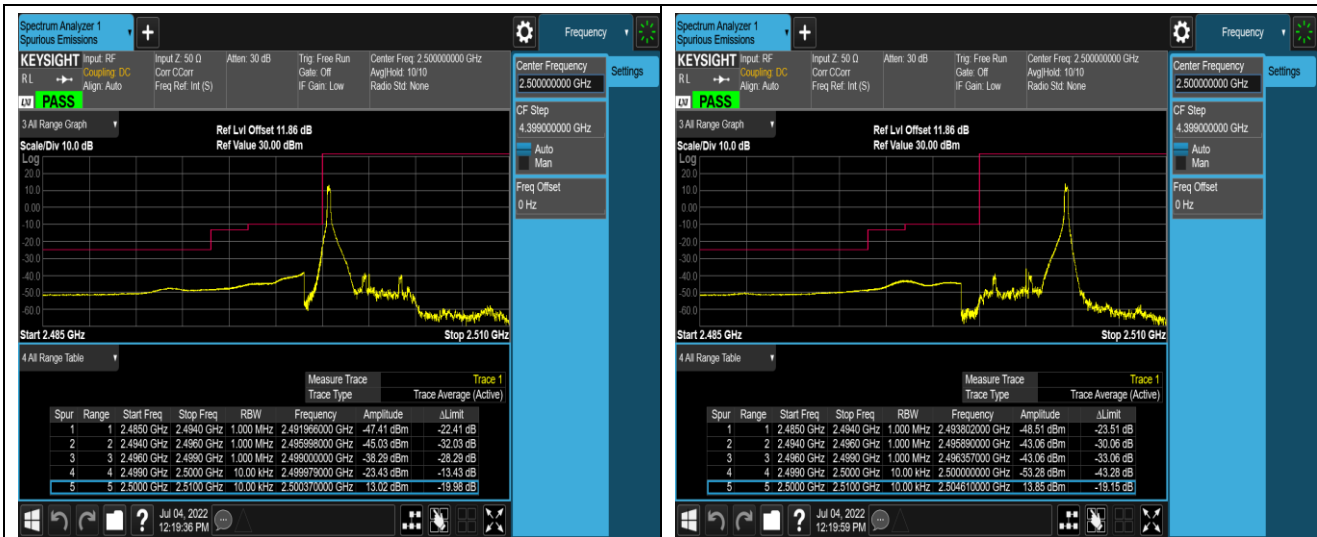 Spectrum Analyzer 1
Spurious Emissions
+
Frequency
KEYSIGHT Input: RF Input Z: 50 Ω Atten: 30 dB Trig: Free Run Center Freq: 2.500000000 GHz
RL Coupling: DC Corr CCorr Gate: Off Avg|Hold: 10/10
Align: Auto Freq Ref: Int (S) IF Gain: Low Radio Std: None
LXI PASS
Center Frequency
2.500000000 GHz
Settings
CF Step
4.399000000 GHz
Auto
Man
Freq Offset
0 Hz
3 All Range Graph
Ref Lvl Offset 11.86 dB
Scale/Div 10.0 dB Ref Value 30.00 dBm
Log
20.0
10.0
0.00
-10.0
-20.0
-30.0
-40.0
-50.0
-60.0
Start 2.485 GHz Stop 2.510 GHz
4 All Range Table
Measure Trace Trace 1
Trace Type Trace Average (Active)
Spur Range Start Freq Stop Freq RBW Frequency Amplitude ΔLimit
1 1 2.4850 GHz 2.4940 GHz 1.000 MHz 2.491966000 GHz -47.41 dBm -22.41 dB
2 2 2.4940 GHz 2.4960 GHz 1.000 MHz 2.495998000 GHz -45.03 dBm -32.03 dB
3 3 2.4960 GHz 2.4990 GHz 1.000 MHz 2.499000000 GHz -38.29 dBm -28.29 dB
4 4 2.4990 GHz 2.5000 GHz 10.00 kHz 2.499979000 GHz -23.43 dBm -13.43 dB
5 5 2.5000 GHz 2.5100 GHz 10.00 kHz 2.500370000 GHz 13.02 dBm -19.98 dB
? Jul 04, 2022
12:19:36 PM
Spectrum Analyzer 1
Spurious Emissions
+
Frequency
KEYSIGHT Input: RF Input Z: 50 Ω Atten: 30 dB Trig: Free Run Center Freq: 2.500000000 GHz
RL Coupling: DC Corr CCorr Gate: Off Avg|Hold: 10/10
Align: Auto Freq Ref: Int (S) IF Gain: Low Radio Std: None
LXI PASS
Center Frequency
2.500000000 GHz
Settings
CF Step
4.399000000 GHz
Auto
Man
Freq Offset
0 Hz
3 All Range Graph
Ref Lvl Offset 11.86 dB
Scale/Div 10.0 dB Ref Value 30.00 dBm
Log
20.0
10.0
0.00
-10.0
-20.0
-30.0
-40.0
-50.0
-60.0
Start 2.485 GHz Stop 2.510 GHz
4 All Range Table
Measure Trace Trace 1
Trace Type Trace Average (Active)
Spur Range Start Freq Stop Freq RBW Frequency Amplitude ΔLimit
1 1 2.4850 GHz 2.4940 GHz 1.000 MHz 2.493802000 GHz -48.51 dBm -23.51 dB
2 2 2.4940 GHz 2.4960 GHz 1.000 MHz 2.495890000 GHz -43.06 dBm -30.06 dB
3 3 2.4960 GHz 2.4990 GHz 1.000 MHz 2.496357000 GHz -43.06 dBm -33.06 dB
4 4 2.4990 GHz 2.5000 GHz 10.00 kHz 2.500000000 GHz -53.28 dBm -43.28 dB
5 5 2.5000 GHz 2.5100 GHz 10.00 kHz 2.504610000 GHz 13.85 dBm -19.15 dB
? Jul 04, 2022
12:19:59 PM